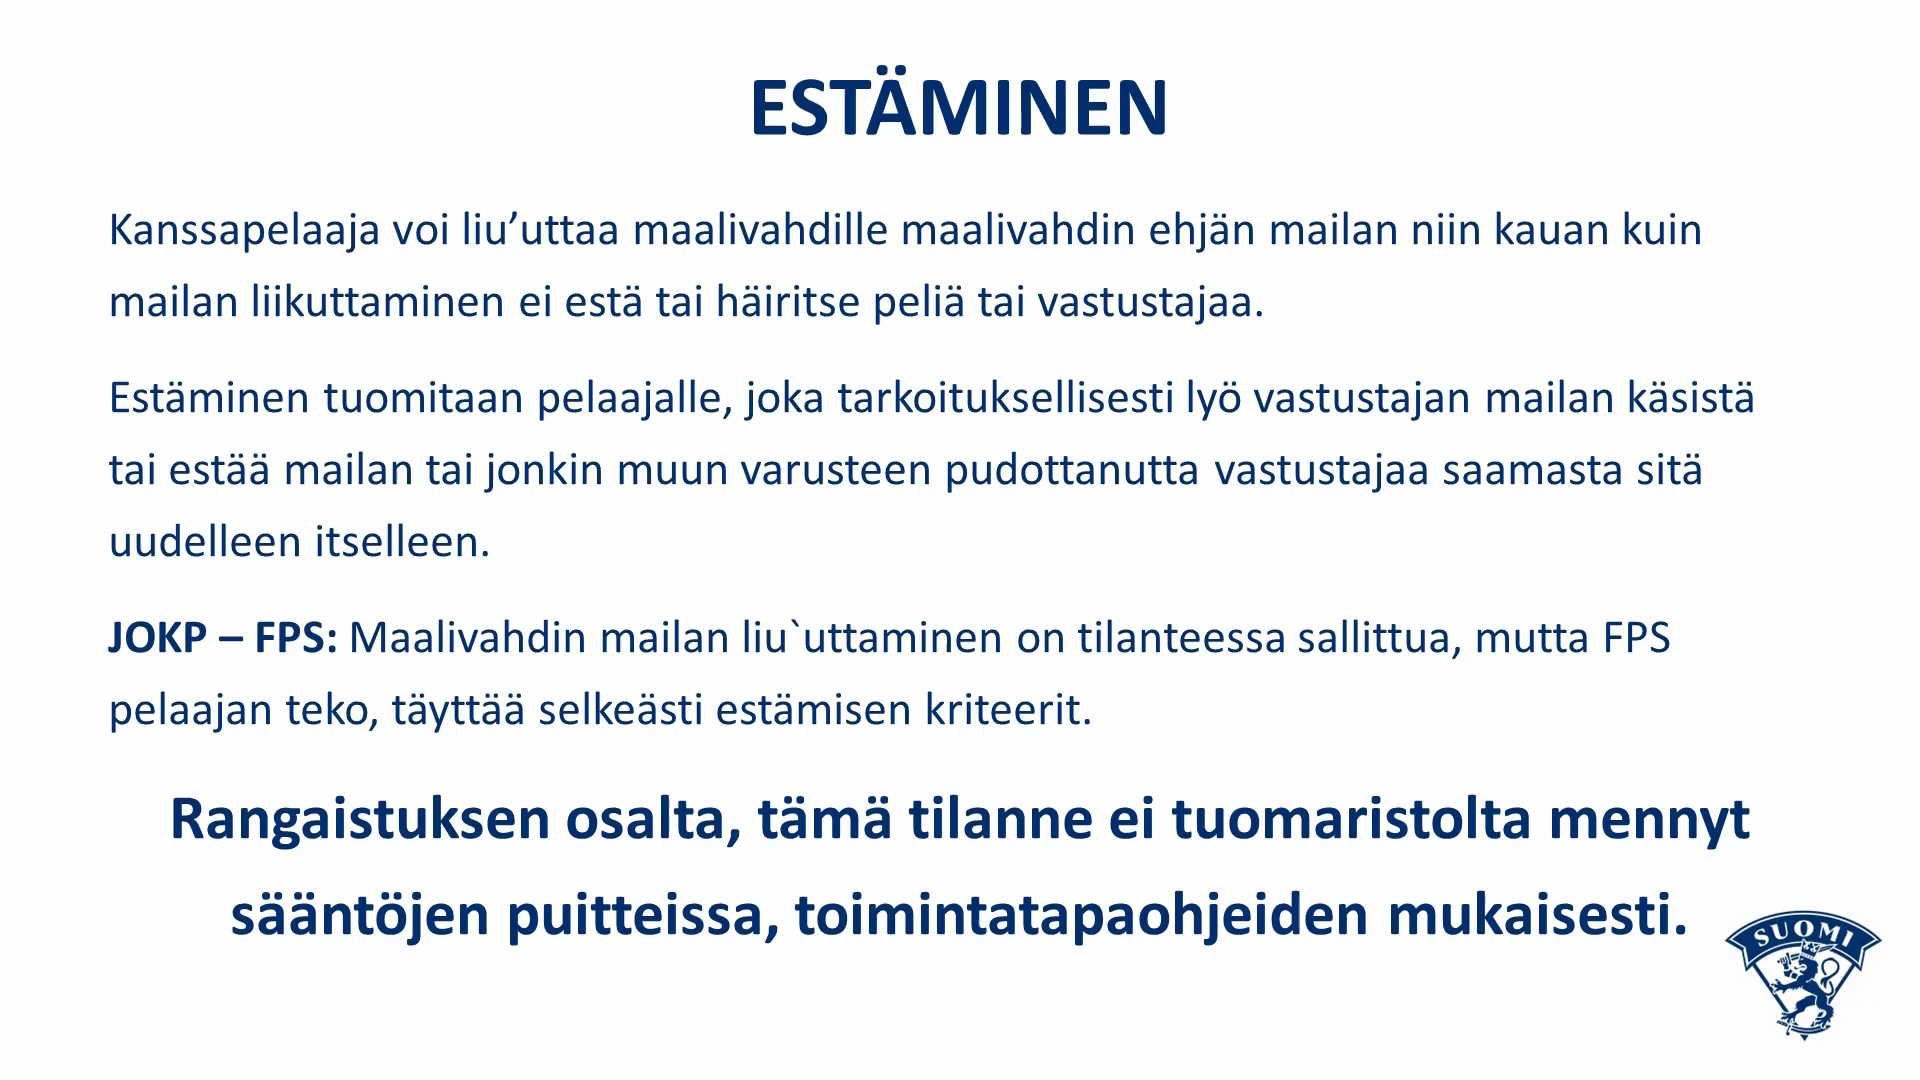 ESTÄMINEN
Kanssapelaaja voi liu’uttaa maalivahdille maalivahdin ehjän mailan niin kauan kuin
mailan liikuttaminen ei estä tai häiritse peliä tai vastustajaa.
Estäminen tuomitaan pelaajalle, joka tarkoituksellisesti lyö vastustajan mailan käsistä
tai estää mailan tai jonkin muun varusteen pudottanutta vastustajaa saamasta sitä
uudelleen itselleen.
JOKP – FPS: Maalivahdin mailan liu`uttaminen on tilanteessa sallittua, mutta FPS
pelaajan teko, täyttää selkeästi estämisen kriteerit.
Rangaistuksen osalta, tämä tilanne ei tuomaristolta mennyt
sääntöjen puitteissa, toimintatapaohjeiden mukaisesti.
SUOMI